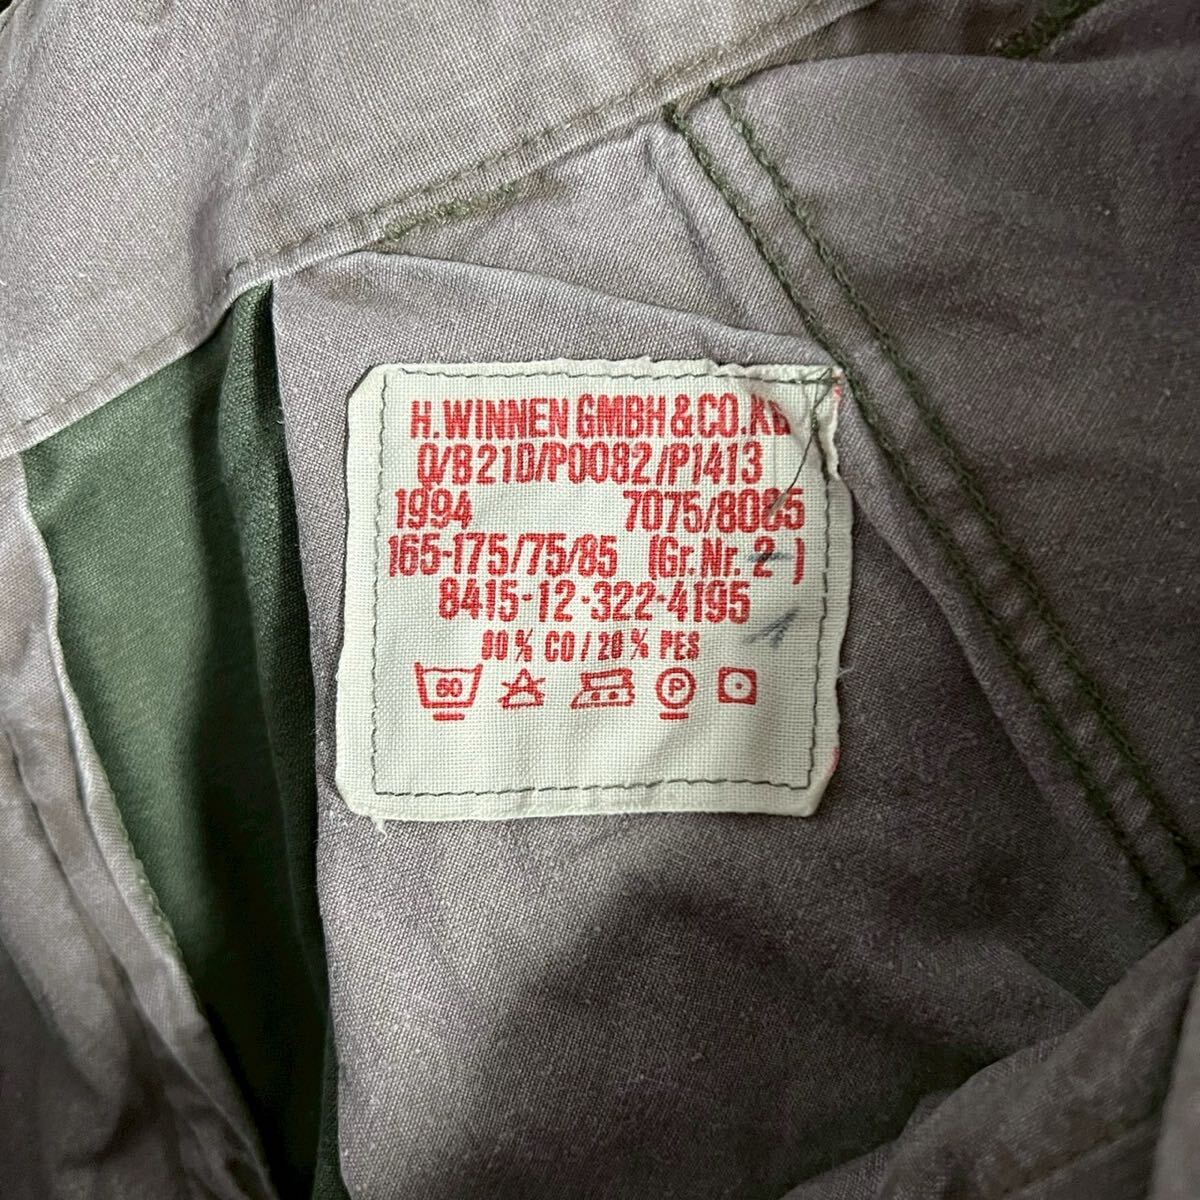 H. WINNEN GMBH & CO. KG
Q/B21D/P0082/P1413
1994 7075/8085
165-175/75/85 (Gr. Nr. 2 )
8415-12-322-4195
80 % CO / 20 % PES
60 P